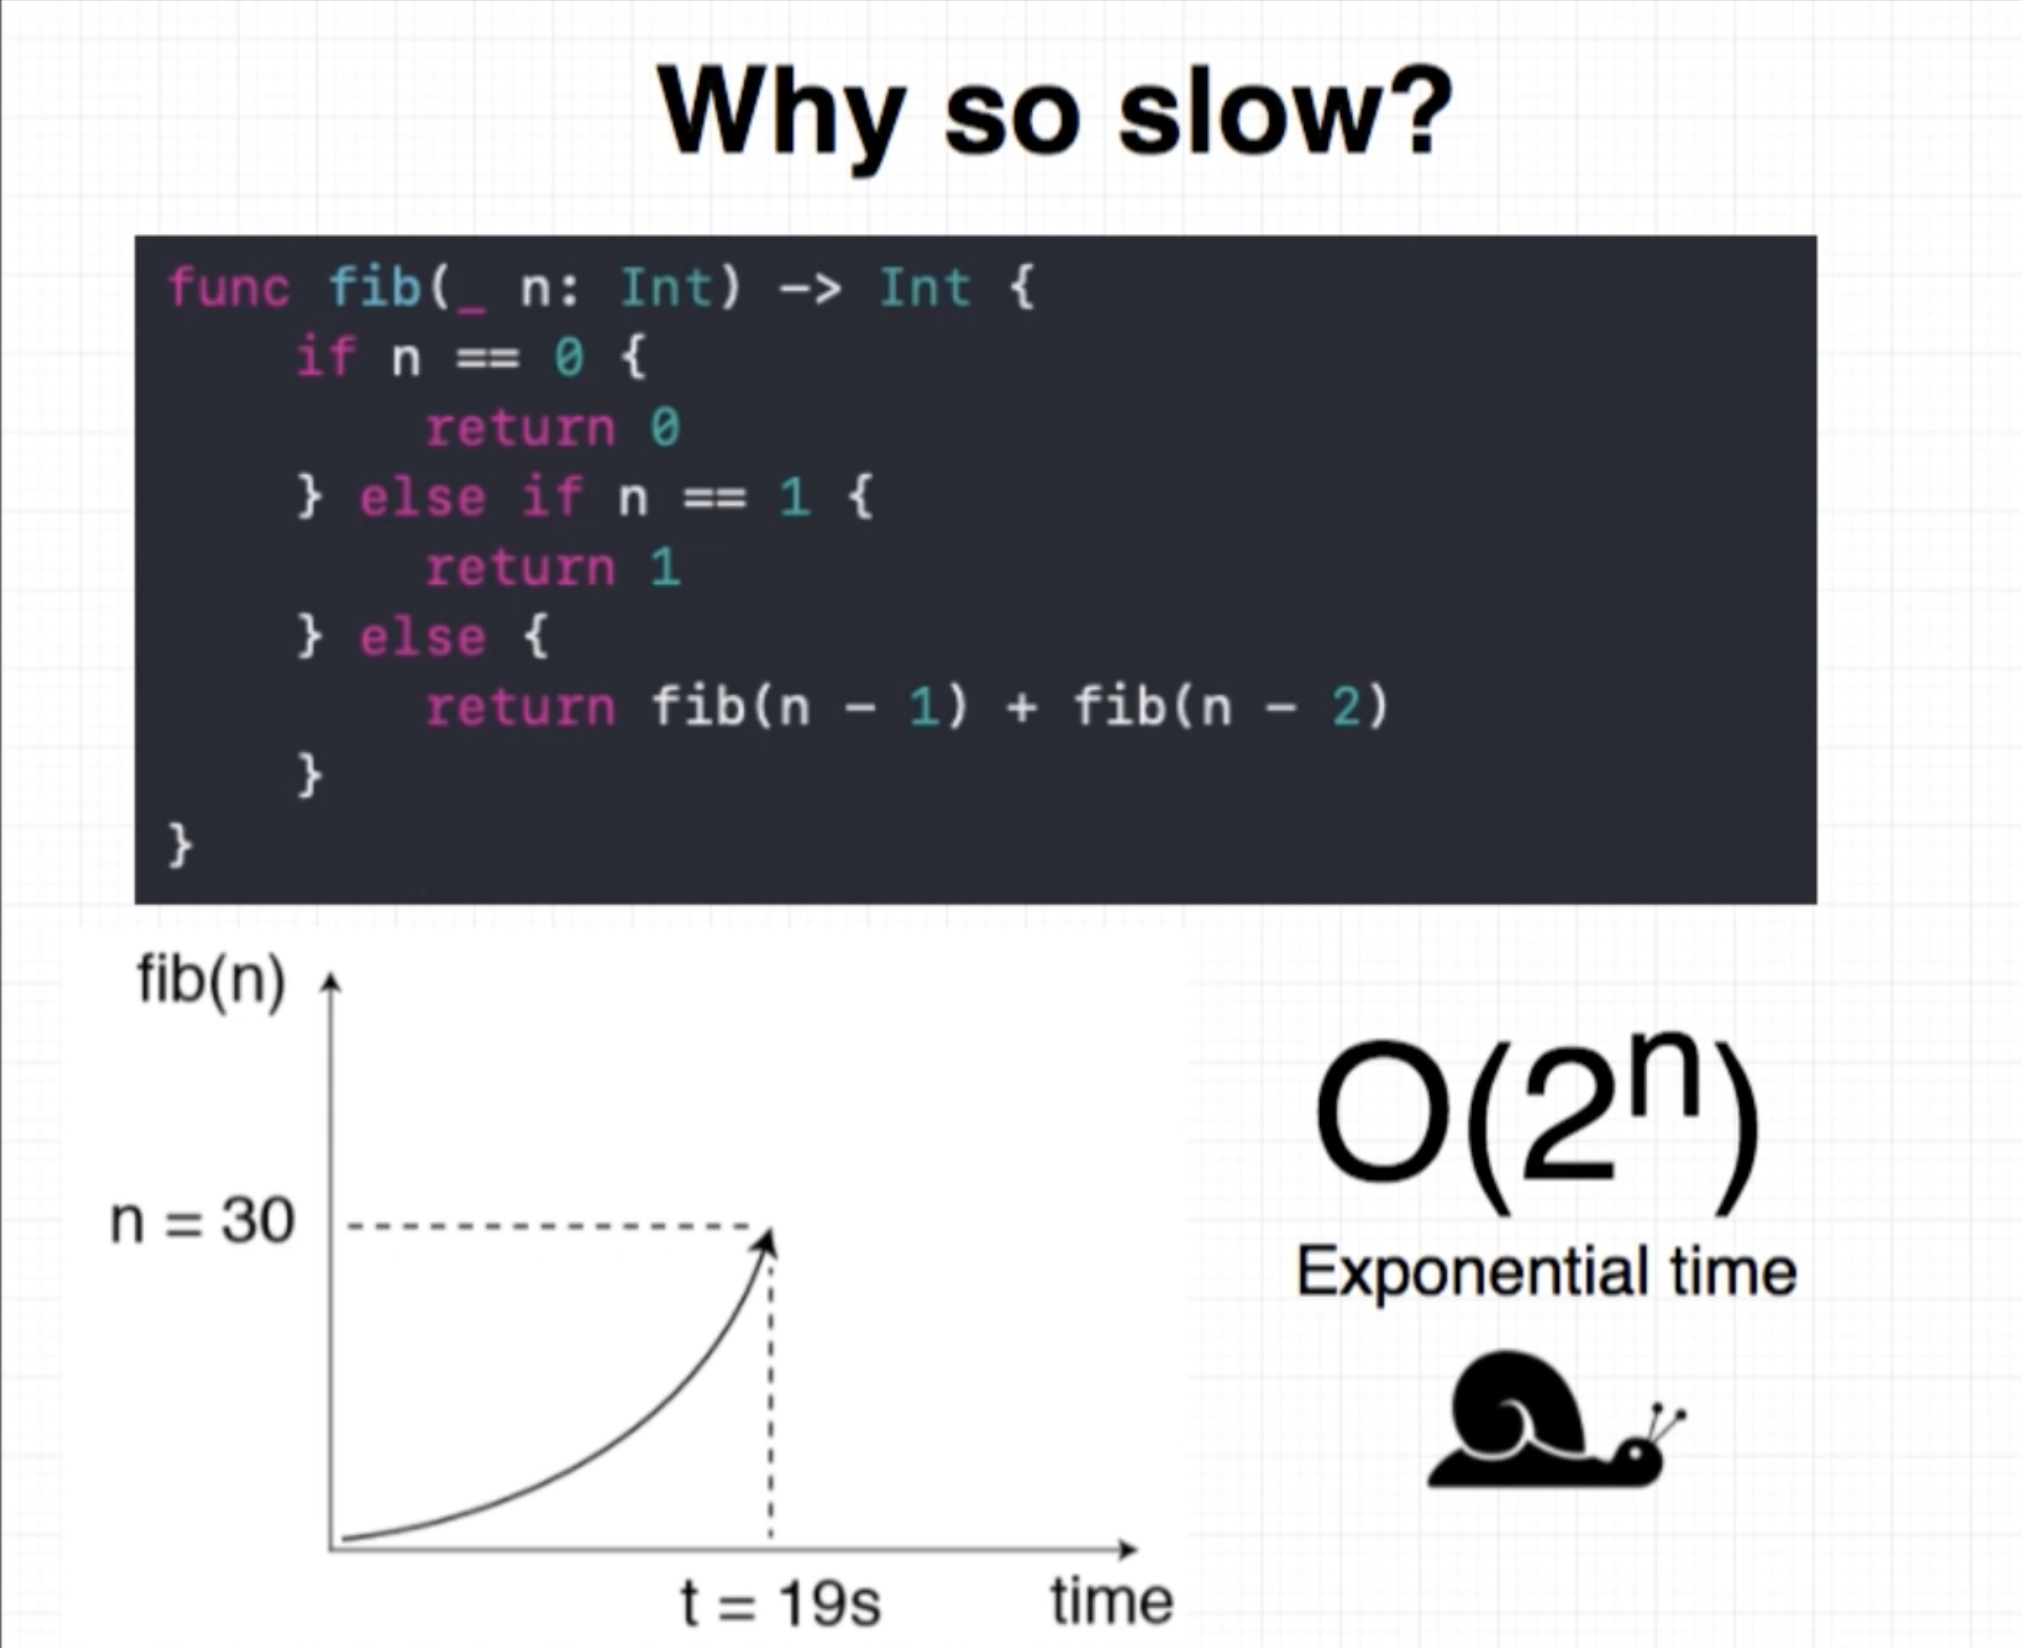 Why so slow?
func fib(_ n: Int) -> Int {
    if n == 0 {
        return 0
    } else if n == 1 {
        return 1
    } else {
        return fib(n - 1) + fib(n - 2)
    }
}
fib(n)
n = 30
t = 19s
time
O(2ⁿ)
Exponential time